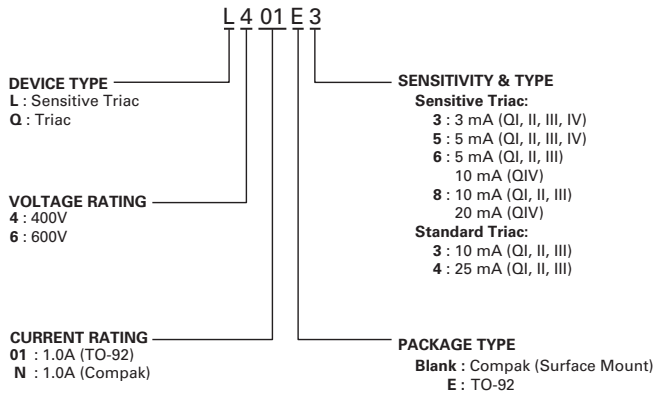 L 4 01 E 3
DEVICE TYPE
L : Sensitive Triac
Q : Triac
VOLTAGE RATING
4 : 400V
6 : 600V
CURRENT RATING
01 : 1.0A (TO-92)
N : 1.0A (Compak)
SENSITIVITY & TYPE
Sensitive Triac:
3 : 3 mA (QI, II, III, IV)
5 : 5 mA (QI, II, III, IV)
6 : 5 mA (QI, II, III)
10 mA (QIV)
8 : 10 mA (QI, II, III)
20 mA (QIV)
Standard Triac:
3 : 10 mA (QI, II, III)
4 : 25 mA (QI, II, III)
PACKAGE TYPE
Blank : Compak (Surface Mount)
E : TO-92